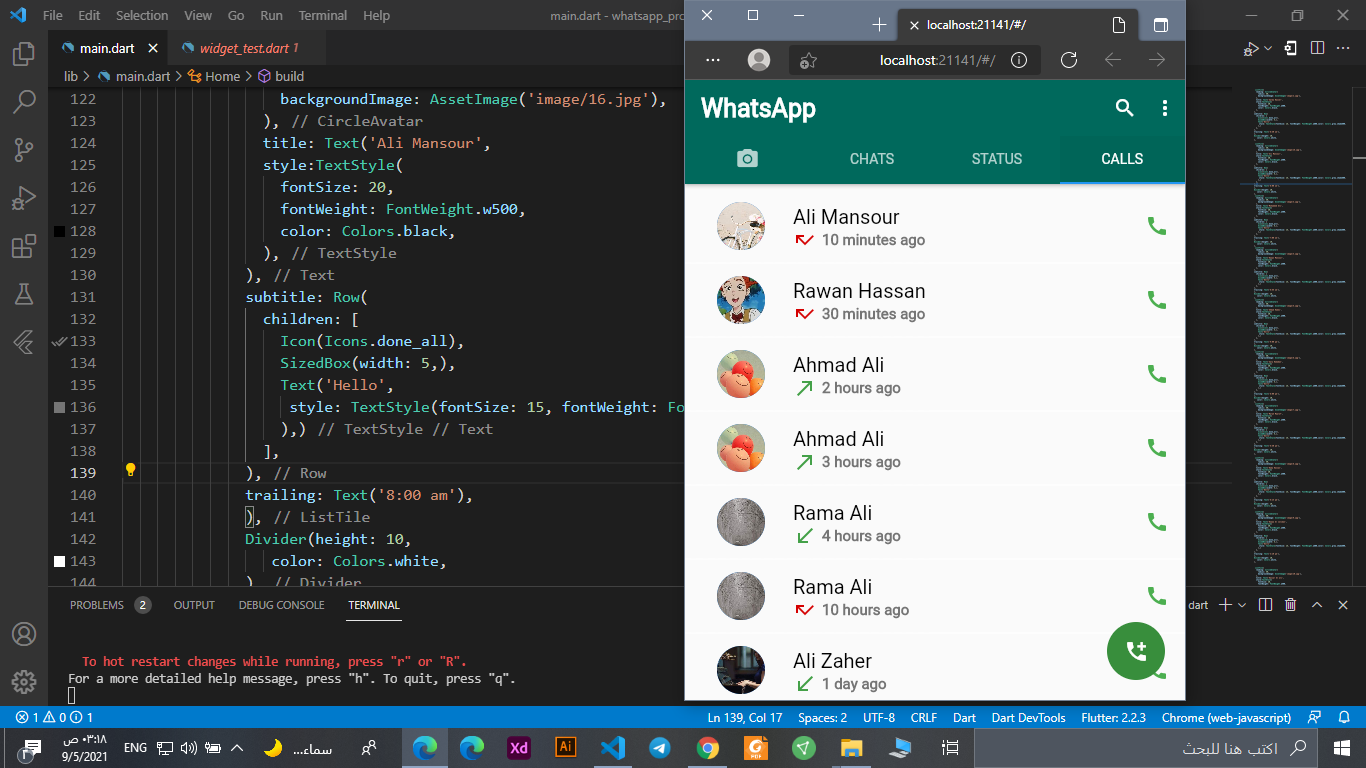 File Edit Selection View Go Run Terminal Help
main.dart - whatsapp_pro
main.dart
widget_test.dart 1
lib > main.dart > Home > build
122 backgroundImage: AssetImage('image/16.jpg'),
123 ), // CircleAvatar
124 title: Text('Ali Mansour',
125 style:TextStyle(
126 fontSize: 20,
127 fontWeight: FontWeight.w500,
128 color: Colors.black,
129 ), // TextStyle
130 ), // Text
131 subtitle: Row(
132 children: [
133 Icon(Icons.done_all),
134 SizedBox(width: 5,),
135 Text('Hello',
136 style: TextStyle(fontSize: 15, fontWeight: Fo
137 ),) // TextStyle // Text
138 ],
139 ), // Row
140 trailing: Text('8:00 am'),
141 ), // ListTile
142 Divider(height: 10,
143 color: Colors.white,
144 ) // Divider
PROBLEMS 2 OUTPUT DEBUG CONSOLE TERMINAL
dart
To hot restart changes while running, press "r" or "R".
For a more detailed help message, press "h". To quit, press "q".
localhost:21141/#/
localhost:21141/#/
WhatsApp
CHATS STATUS CALLS
Ali Mansour
10 minutes ago
Rawan Hassan
30 minutes ago
Ahmad Ali
2 hours ago
Ahmad Ali
3 hours ago
Rama Ali
4 hours ago
Rama Ali
10 hours ago
Ali Zaher
1 day ago
1 0 1
Ln 139, Col 17 Spaces: 2 UTF-8 CRLF Dart Dart DevTools Flutter: 2.2.3 Chrome (web-javascript)
٠٣:١٨ ص
9/5/2021
ENG
سماء...
Xd
Ai
PDF
اكتب هنا للبحث